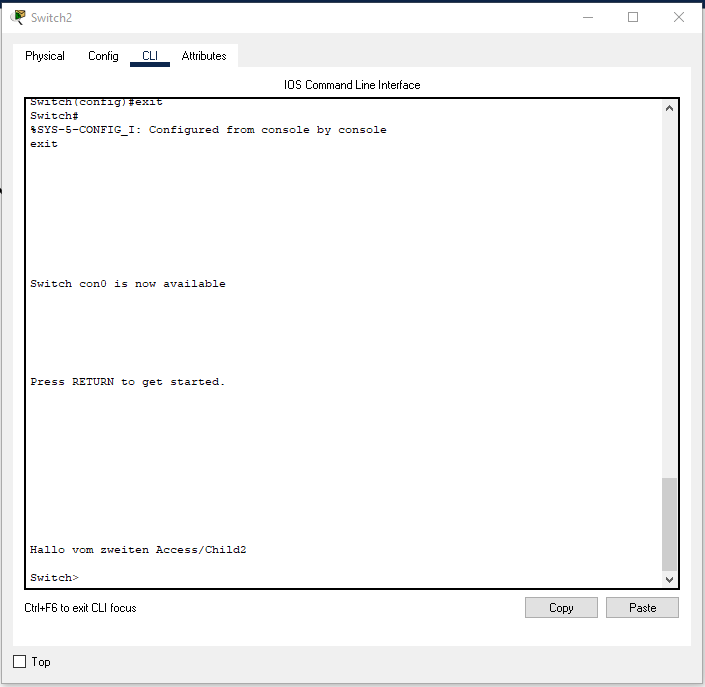 Switch2
Physical Config CLI Attributes
IOS Command Line Interface
Switch(config)#exit
Switch#
%SYS-5-CONFIG_I: Configured from console by console
exit
Switch con0 is now available
Press RETURN to get started.
Hallo vom zweiten Access/Child2
Switch>
Ctrl+F6 to exit CLI focus
Copy Paste
Top